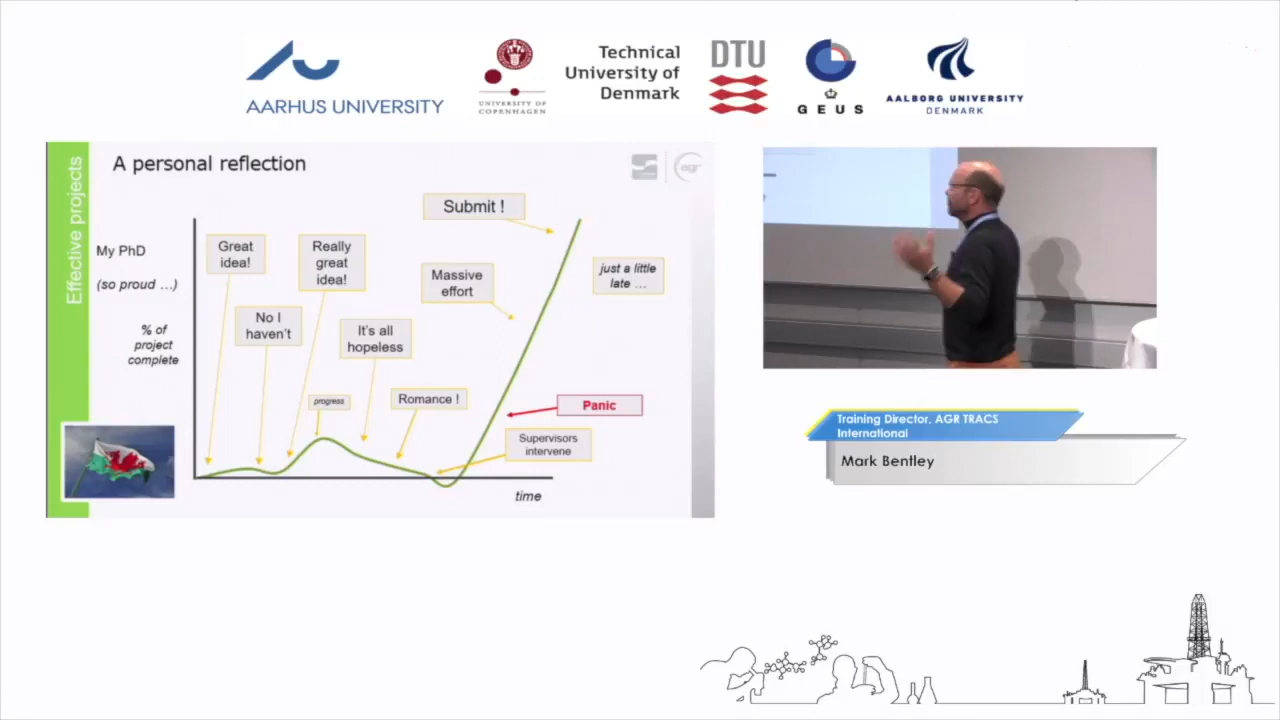 AARHUS UNIVERSITY
UNIVERSITY OF
COPENHAGEN
Technical
University of
Denmark
DTU
GEUS
AALBORG UNIVERSITY
DENMARK
Effective projects
A personal reflection
agr
My PhD
(so proud ...)
% of
project
complete
Great
idea!
No I
haven't
Really
great
idea!
progress
It's all
hopeless
Romance !
Massive
effort
Submit !
just a little
late ...
Panic
Supervisors
intervene
time
Training Director, AGR TRACS
International
Mark Bentley